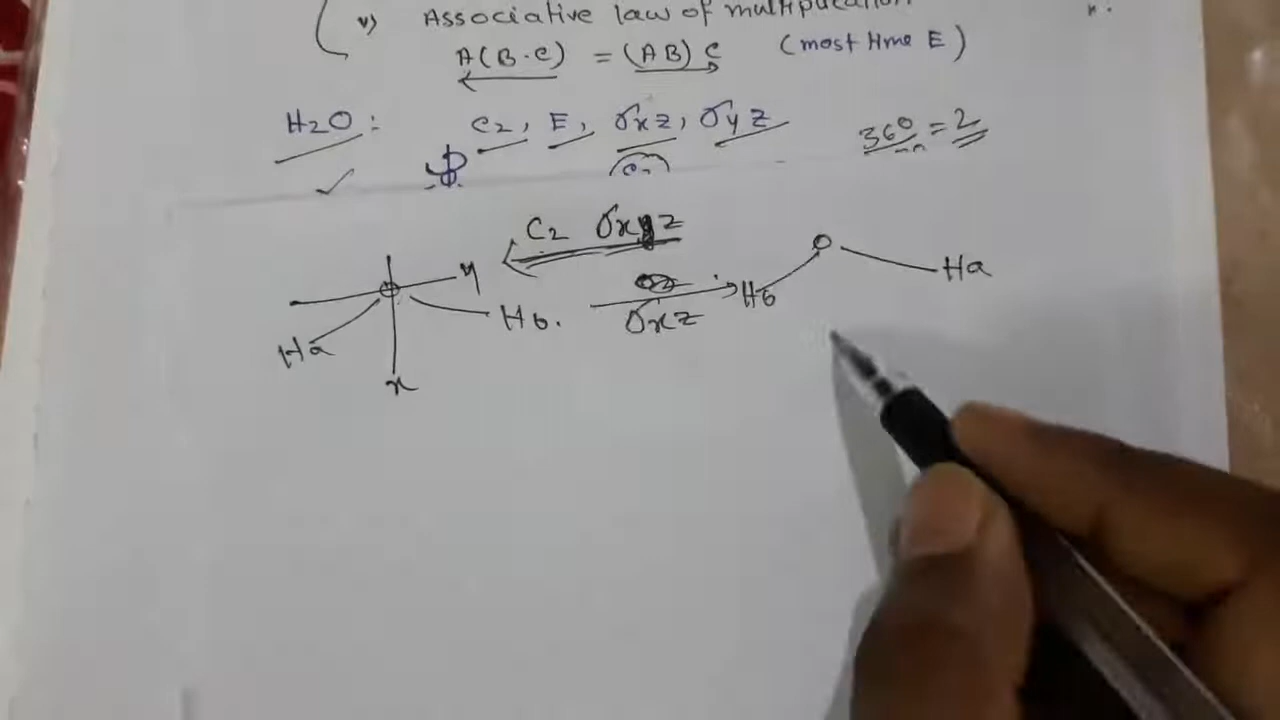 v) Associative law of multiplication
A(B·C) = (AB) C (most time E)
H2O: C2, E, σxz, σyz 360/ = 2
C2 σxyz
y O Ha
Ha Hb. σxz Hb
x